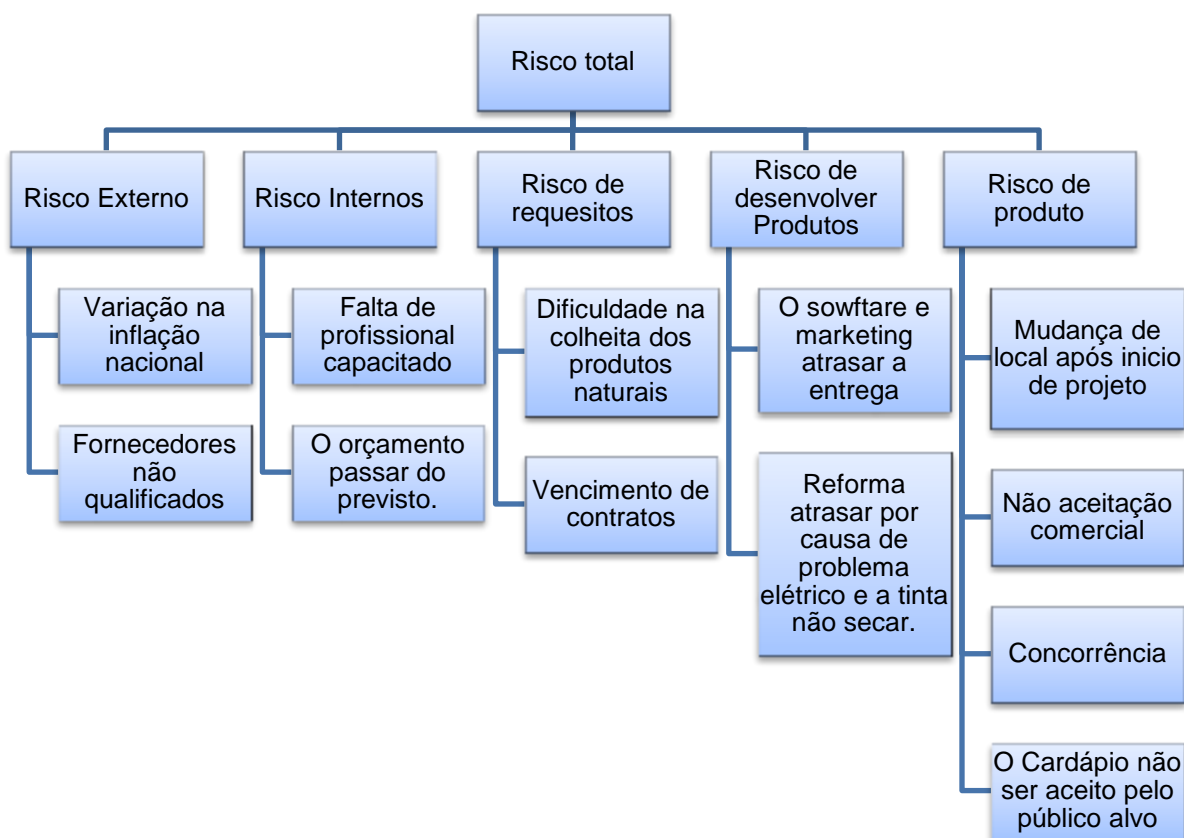 Risco total
Risco Externo
Risco Internos
Risco de
requesitos
Risco de
desenvolver
Produtos
Risco de
produto
Variação na
inflação
nacional
Fornecedores
não
qualificados
Falta de
profissional
capacitado
O orçamento
passar do
previsto.
Dificuldade na
colheita dos
produtos
naturais
Vencimento de
contratos
O sowftare e
marketing
atrasar a
entrega
Reforma
atrasar por
causa de
problema
elétrico e a tinta
não secar.
Mudança de
local após inicio
de projeto
Não aceitação
comercial
Concorrência
O Cardápio não
ser aceito pelo
público alvo